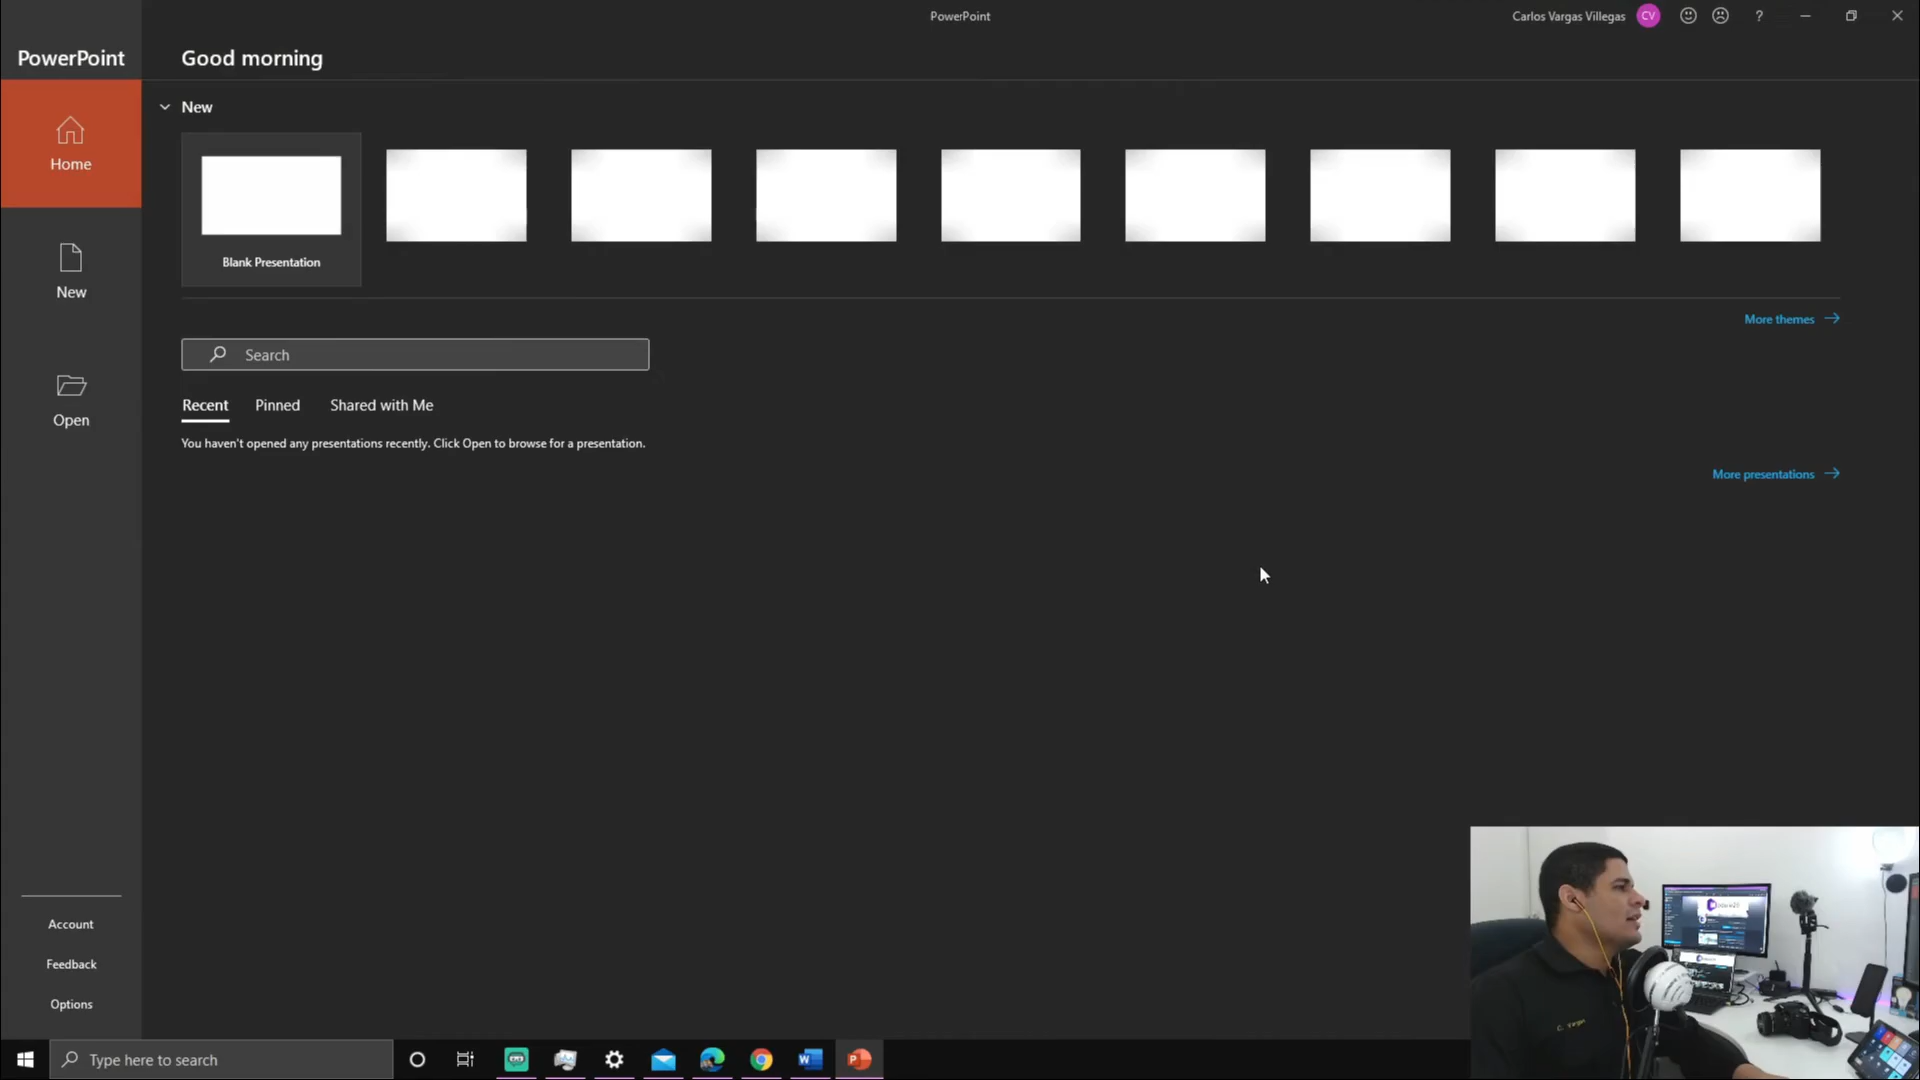 PowerPoint
Carlos Vargas Villegas
CV
?
PowerPoint
Good morning
Home
New
Open
New
Blank Presentation
More themes
Search
Recent
Pinned
Shared with Me
You haven't opened any presentations recently. Click Open to browse for a presentation.
More presentations
Account
Feedback
Options
Type here to search